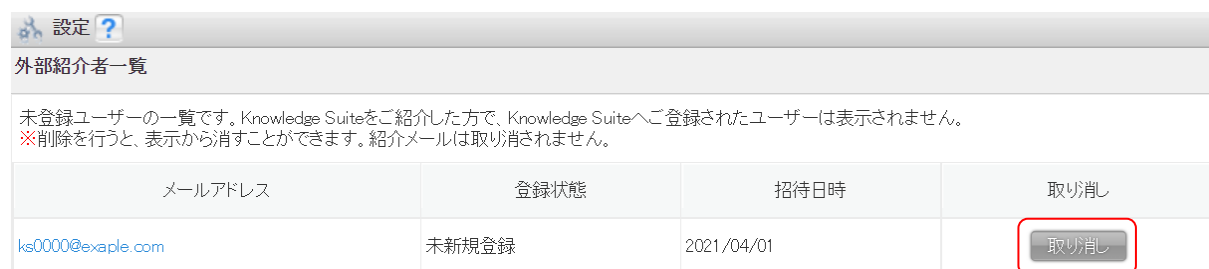 設定 ?
外部紹介者一覧
未登録ユーザーの一覧です。Knowledge Suiteをご紹介した方で、Knowledge Suiteへご登録されたユーザーは表示されません。
※削除を行うと、表示から消すことができます。紹介メールは取り消されません。
メールアドレス 登録状態 招待日時 取り消し
ks0000@exaple.com 未新規登録 2021/04/01 取り消し